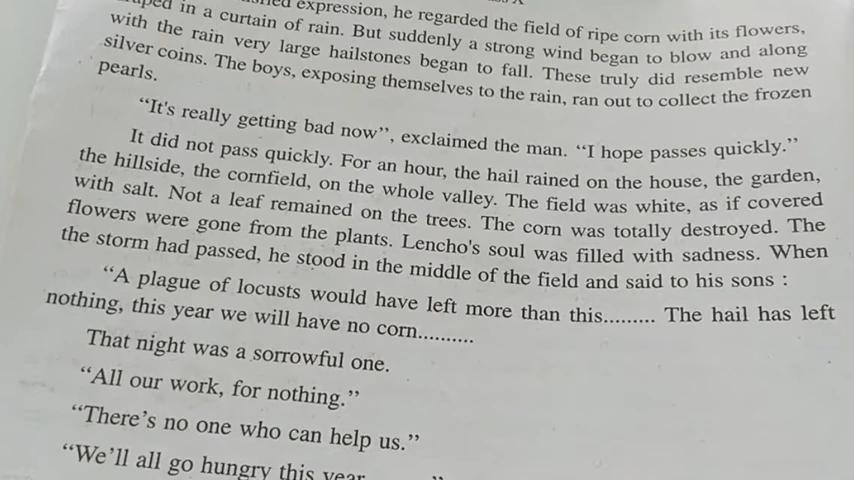 expression, he regarded the field of ripe corn with its flowers,
in a curtain of rain. But suddenly a strong wind began to blow and along
with the rain very large hailstones began to fall. These truly did resemble new
silver coins. The boys, exposing themselves to the rain, ran out to collect the frozen
pearls.
“It's really getting bad now”, exclaimed the man. “I hope passes quickly.”
It did not pass quickly. For an hour, the hail rained on the house, the garden,
the hillside, the cornfield, on the whole valley. The field was white, as if covered
with salt. Not a leaf remained on the trees. The corn was totally destroyed. The
flowers were gone from the plants. Lencho's soul was filled with sadness. When
the storm had passed, he stood in the middle of the field and said to his sons :
“A plague of locusts would have left more than this......... The hail has left
nothing, this year we will have no corn..........
That night was a sorrowful one.
“All our work, for nothing.”
“There’s no one who can help us.”
“We’ll all go hungry this year